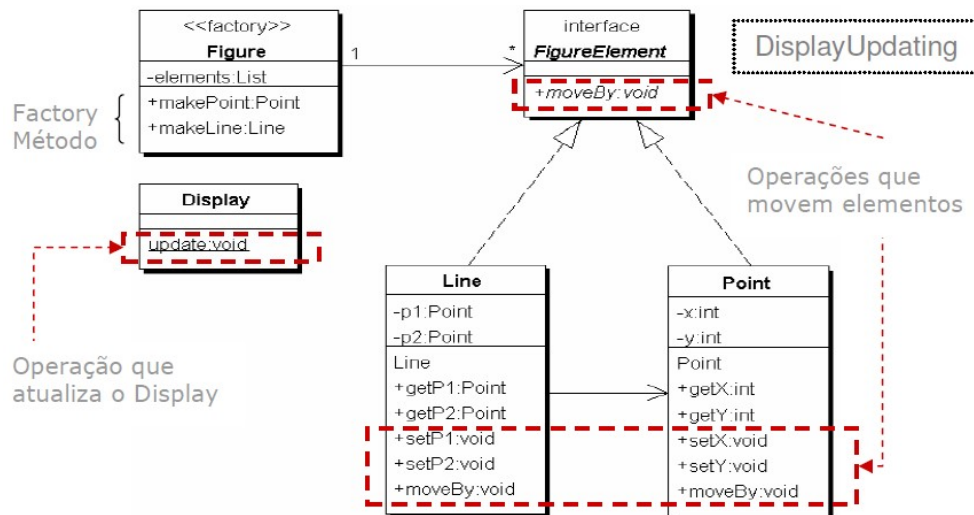 <<factory>>
Figure
-elements:List
+makePoint:Point
+makeLine:Line
1
*
interface
FigureElement
+moveBy:void
DisplayUpdating
Factory
Método
Display
update:void
Operações que
movem elementos
Operação que
atualiza o Display
Line
-p1:Point
-p2:Point
Line
+getP1:Point
+getP2:Point
+setP1:void
+setP2:void
+moveBy:void
Point
-x:int
-y:int
Point
+getX:int
+getY:int
+setX:void
+setY:void
+moveBy:void